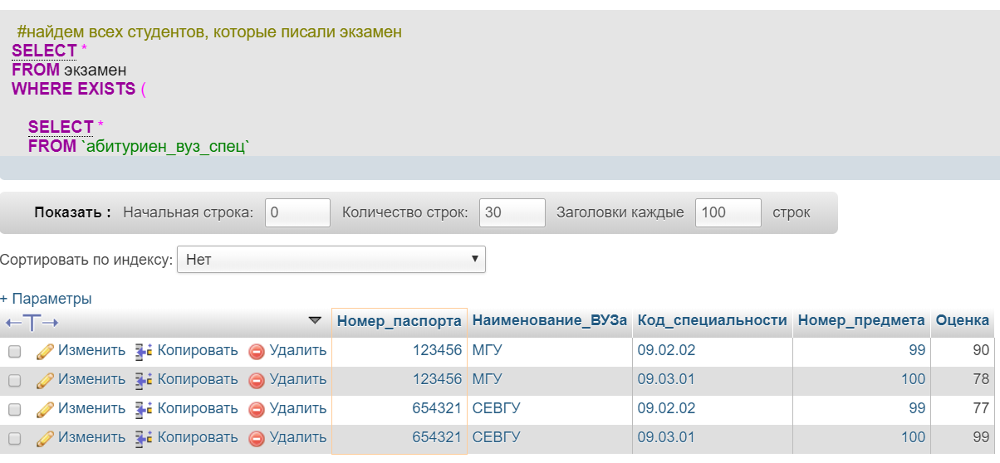 #найдем всех студентов, которые писали экзамен
SELECT *
FROM экзамен
WHERE EXISTS (
SELECT *
FROM `абитуриен_вуз_спец`
Показать : Начальная строка: 0 Количество строк: 30 Заголовки каждые 100 строк
Сортировать по индексу: Нет
+ Параметры
←T→ Номер_паспорта Наименование_ВУЗа Код_специальности Номер_предмета Оценка
Изменить Копировать Удалить 123456 МГУ 09.02.02 99 90
Изменить Копировать Удалить 123456 МГУ 09.03.01 100 78
Изменить Копировать Удалить 654321 СЕВГУ 09.02.02 99 77
Изменить Копировать Удалить 654321 СЕВГУ 09.03.01 100 99